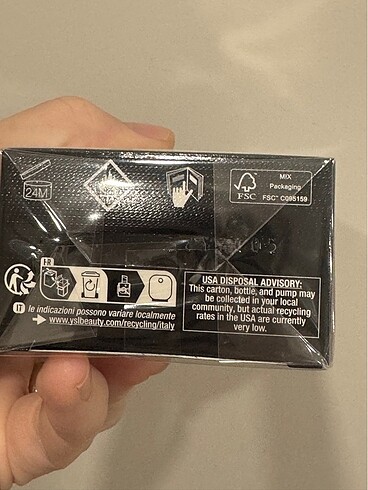 24M
MIX
Packaging
FSC
FSC® C095159
FR
USA DISPOSAL ADVISORY:
This carton, bottle, and pump may
be collected in your local
community, but actual recycling
rates in the USA are currently
very low.
IT le indicazioni possono variare localmente
www.yslbeauty.com/recycling/italy